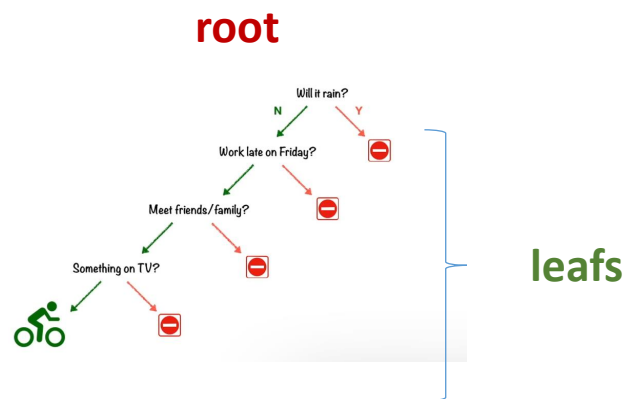 root
Will it rain?
N
Y
Work late on Friday?
Meet friends/family?
leafs
Something on TV?